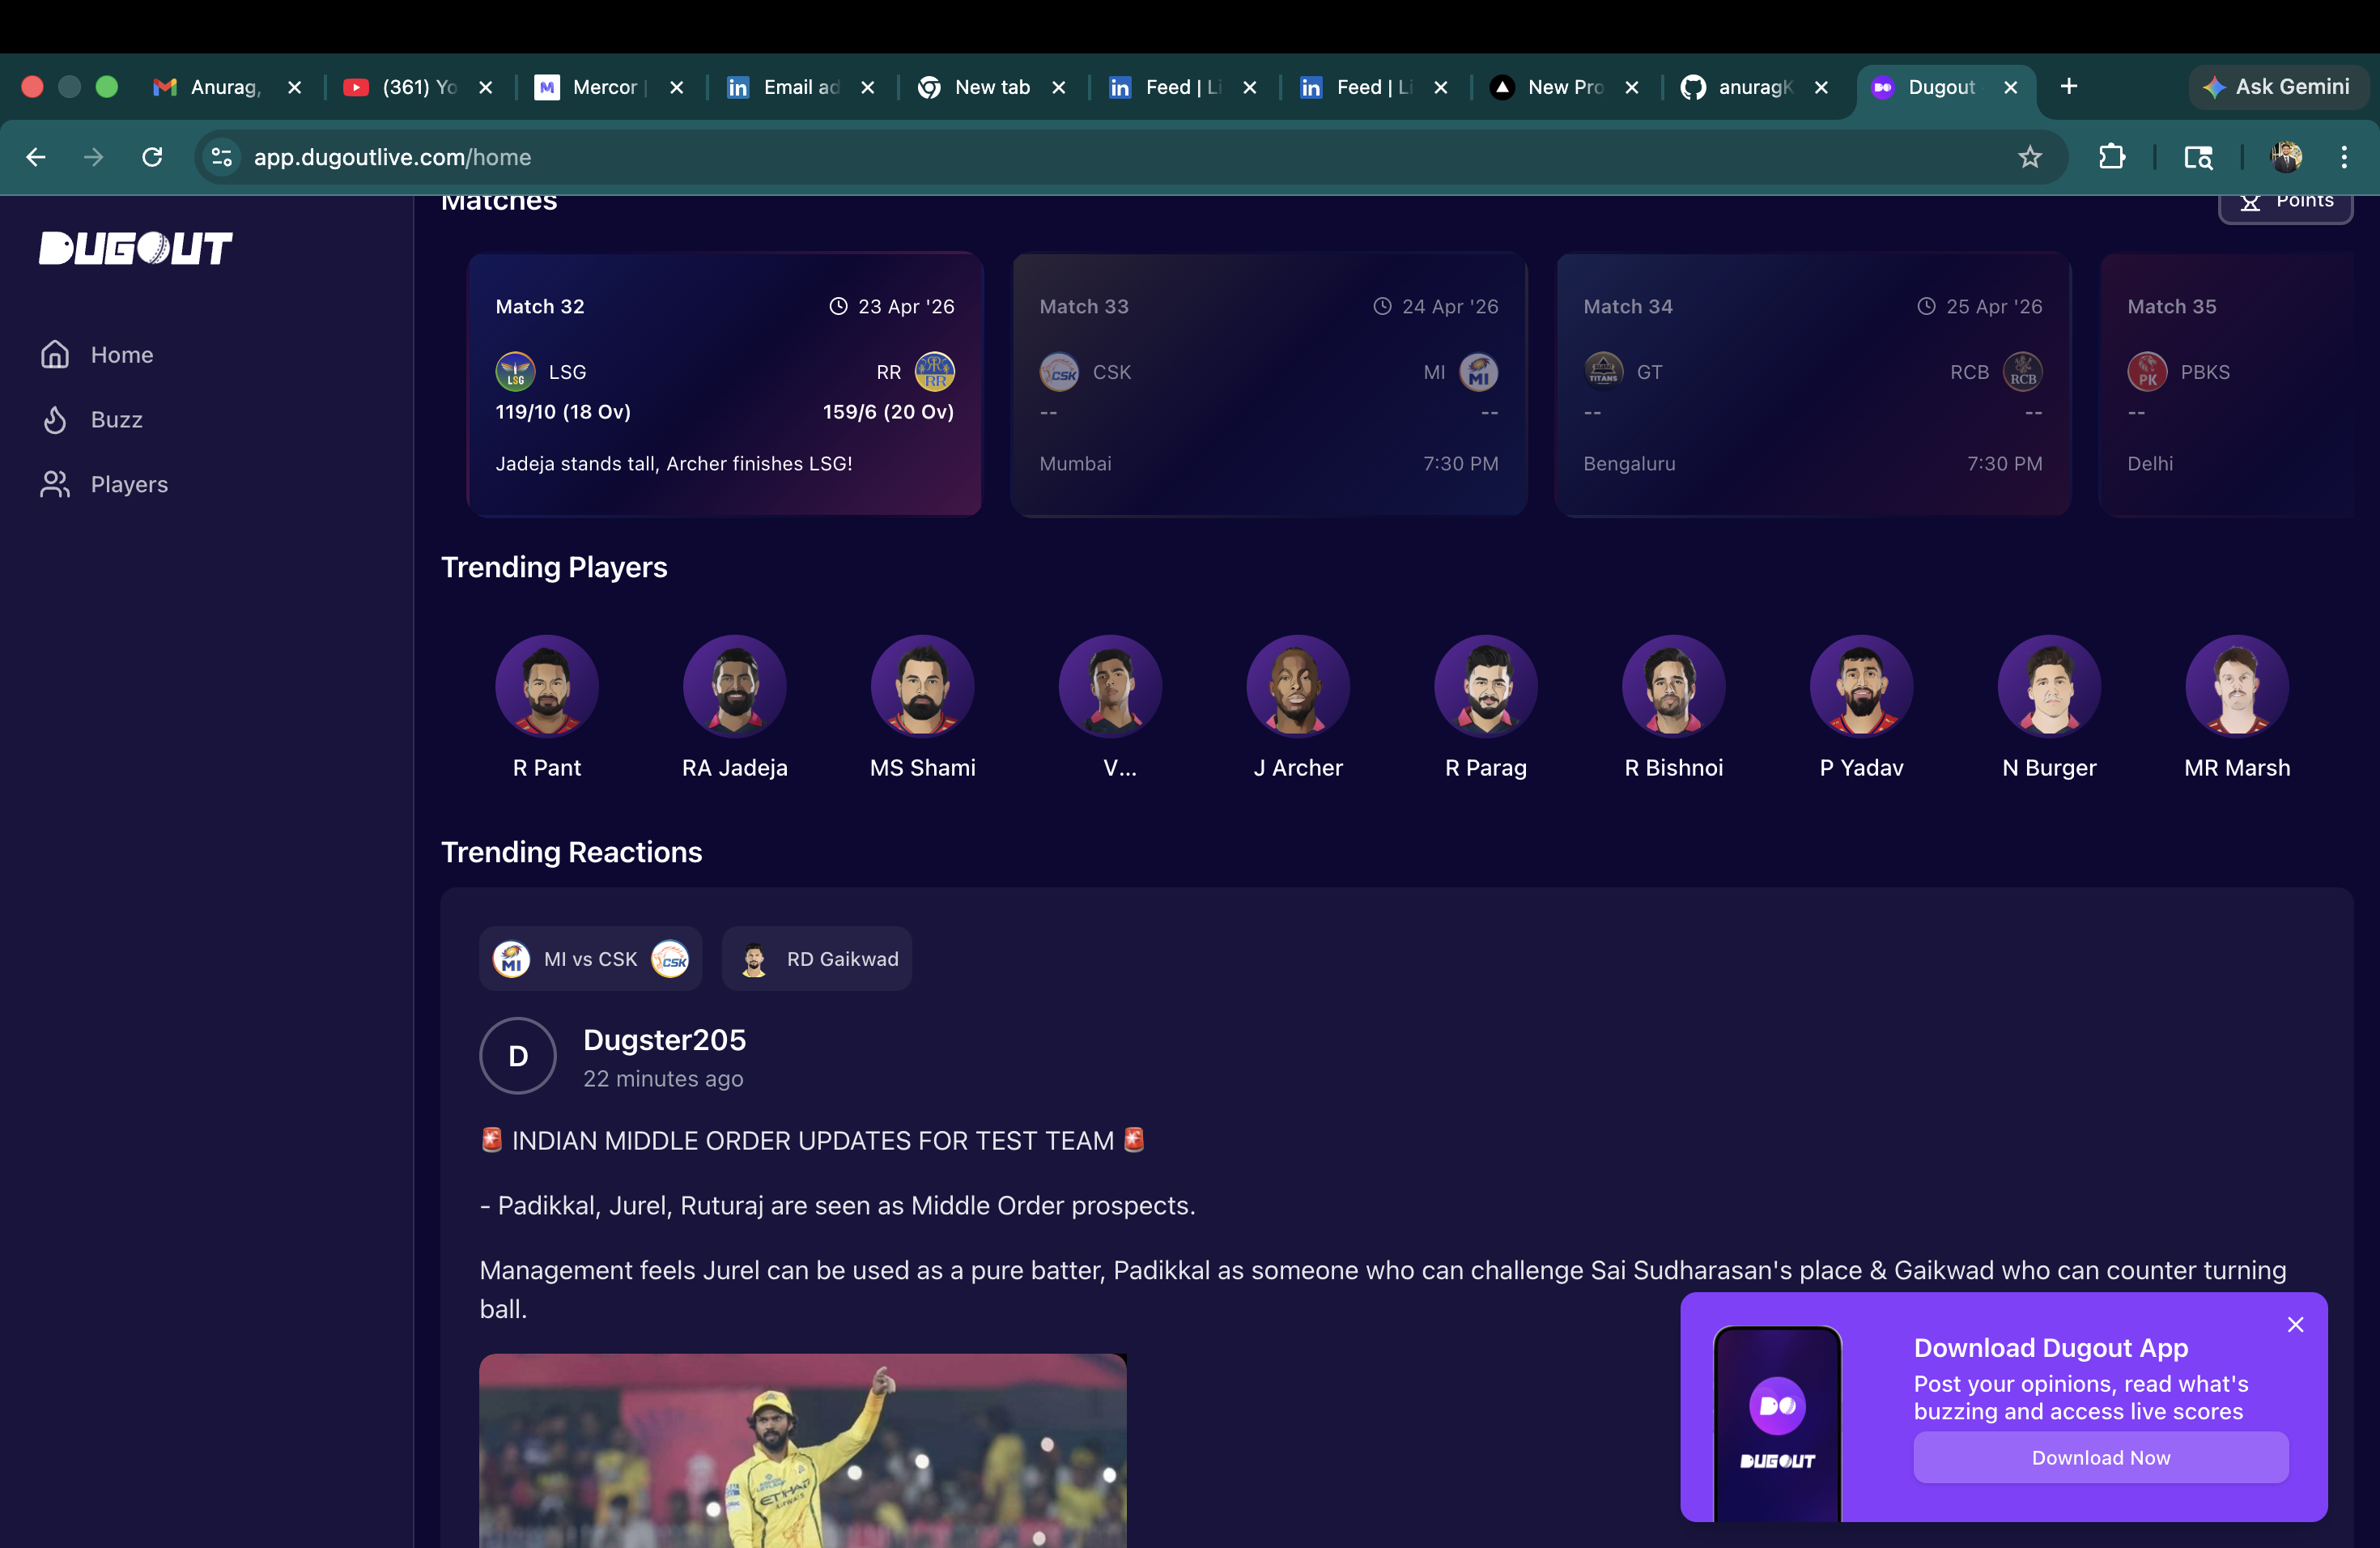 Anurag,
(361) Yo
Mercor |
Email ad
New tab
Feed | Li
Feed | Li
New Pro
anuragK
Dugout
Ask Gemini
app.dugoutlive.com/home
DUGOUT
Home
Buzz
Players
Matches
Points
Match 32
23 Apr '26
LSG
RR
119/10 (18 Ov)
159/6 (20 Ov)
Jadeja stands tall, Archer finishes LSG!
Match 33
24 Apr '26
CSK
MI
--
--
Mumbai
7:30 PM
Match 34
25 Apr '26
GT
RCB
--
--
Bengaluru
7:30 PM
Match 35
PBKS
--
Delhi
Trending Players
R Pant
RA Jadeja
MS Shami
V...
J Archer
R Parag
R Bishnoi
P Yadav
N Burger
MR Marsh
Trending Reactions
MI vs CSK
RD Gaikwad
D
Dugster205
22 minutes ago
🚨 INDIAN MIDDLE ORDER UPDATES FOR TEST TEAM 🚨
- Padikkal, Jurel, Ruturaj are seen as Middle Order prospects.
Management feels Jurel can be used as a pure batter, Padikkal as someone who can challenge Sai Sudharasan's place & Gaikwad who can counter turning
ball.
ETIHAD
AIRWAYS
DUGOUT
Download Dugout App
Post your opinions, read what's
buzzing and access live scores
Download Now